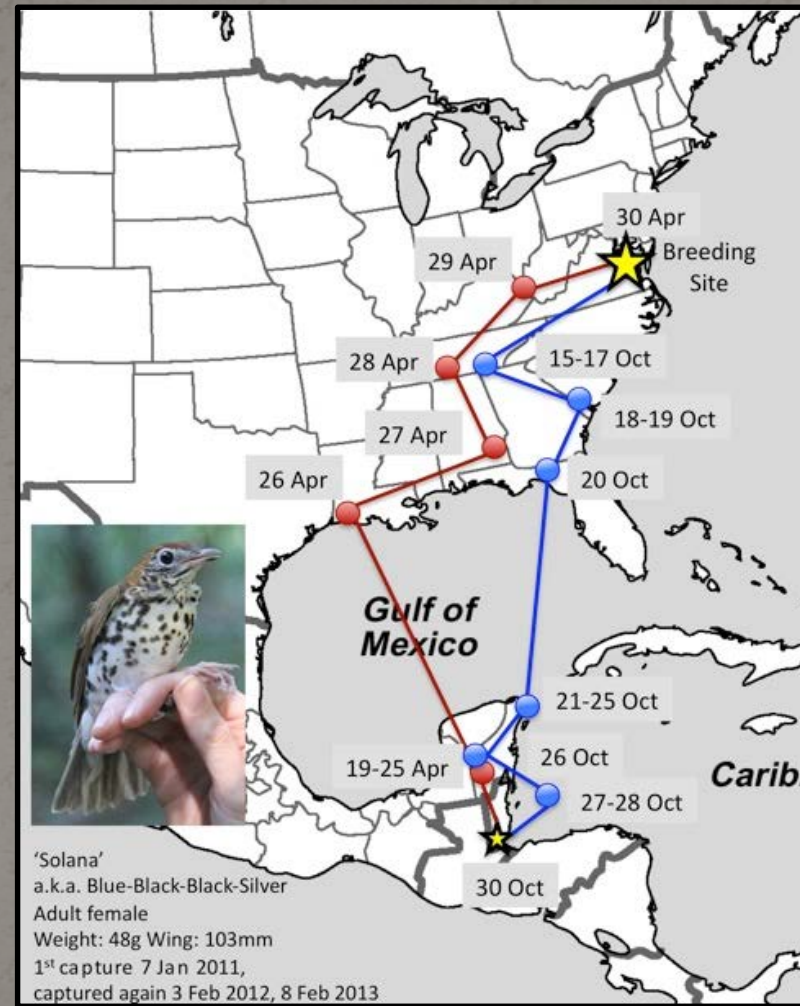 30 Apr
Breeding
Site
29 Apr
28 Apr
15-17 Oct
18-19 Oct
27 Apr
20 Oct
26 Apr
Gulf of
Mexico
21-25 Oct
26 Oct
19-25 Apr
Carib
27-28 Oct
30 Oct
'Solana'
a.k.a. Blue-Black-Black-Silver
Adult female
Weight: 48g Wing: 103mm
1st capture 7 Jan 2011,
captured again 3 Feb 2012, 8 Feb 2013